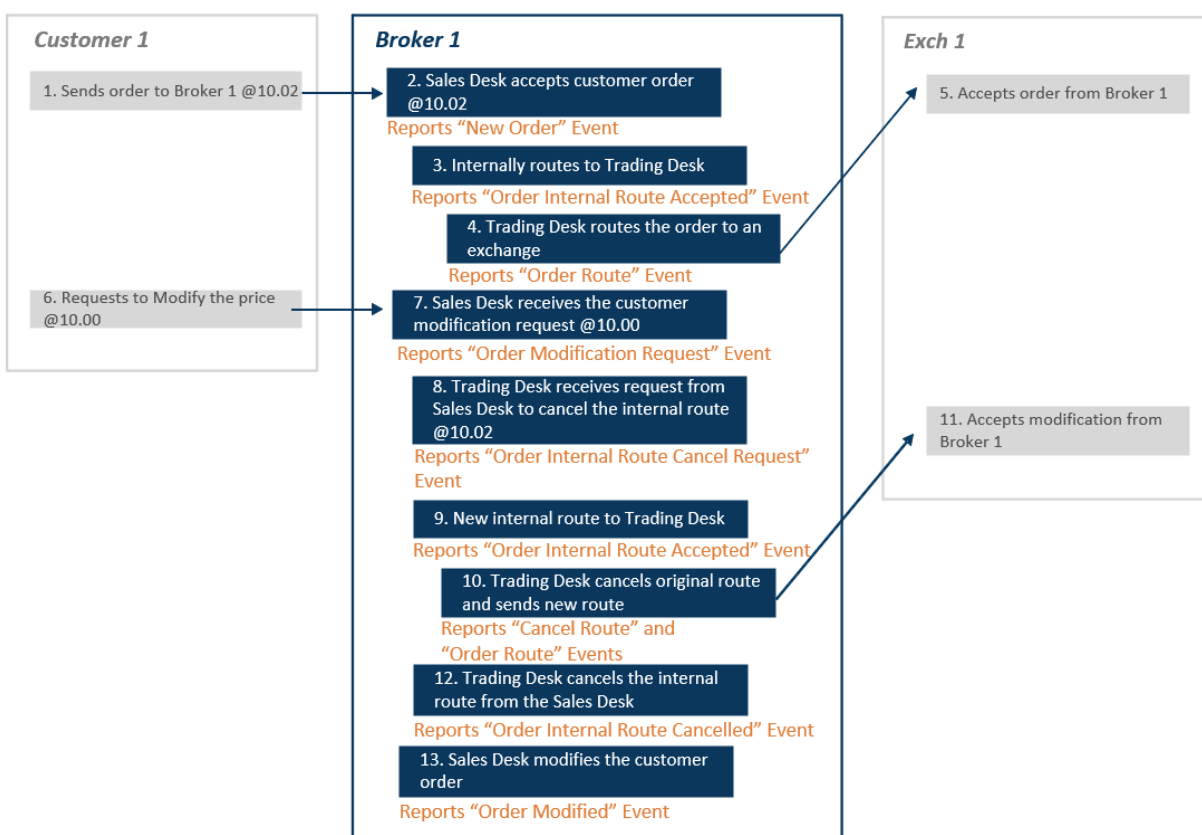 Customer 1
1. Sends order to Broker 1 @10.02
6. Requests to Modify the price
@10.00
Broker 1
2. Sales Desk accepts customer order
@10.02
Reports “New Order” Event
3. Internally routes to Trading Desk
Reports “Order Internal Route Accepted” Event
4. Trading Desk routes the order to an
exchange
Reports “Order Route” Event
7. Sales Desk receives the customer
modification request @10.00
Reports “Order Modification Request” Event
8. Trading Desk receives request from
Sales Desk to cancel the internal route
@10.02
Reports “Order Internal Route Cancel Request”
Event
9. New internal route to Trading Desk
Reports “Order Internal Route Accepted” Event
10. Trading Desk cancels original route
and sends new route
Reports “Cancel Route” and
“Order Route” Events
12. Trading Desk cancels the internal
route from the Sales Desk
Reports “Order Internal Route Cancelled” Event
13. Sales Desk modifies the customer
order
Reports “Order Modified” Event
Exch 1
5. Accepts order from Broker 1
11. Accepts modification from
Broker 1